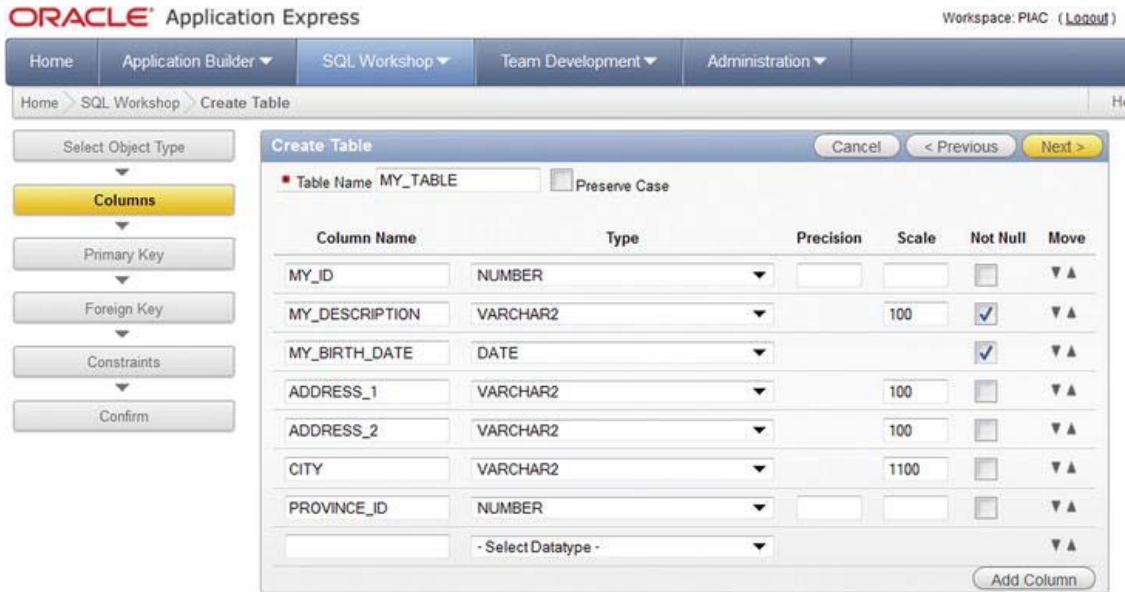 ORACLE Application Express
Workspace: PIAC (Logout)
Home Application Builder SQL Workshop Team Development Administration
Home SQL Workshop Create Table
Select Object Type
Columns
Primary Key
Foreign Key
Constraints
Confirm
Create Table Cancel < Previous Next >
Table Name MY_TABLE Preserve Case
Column Name Type Precision Scale Not Null Move
MY_ID NUMBER
MY_DESCRIPTION VARCHAR2 100
MY_BIRTH_DATE DATE
ADDRESS_1 VARCHAR2 100
ADDRESS_2 VARCHAR2 100
CITY VARCHAR2 1100
PROVINCE_ID NUMBER
- Select Datatype -
Add Column